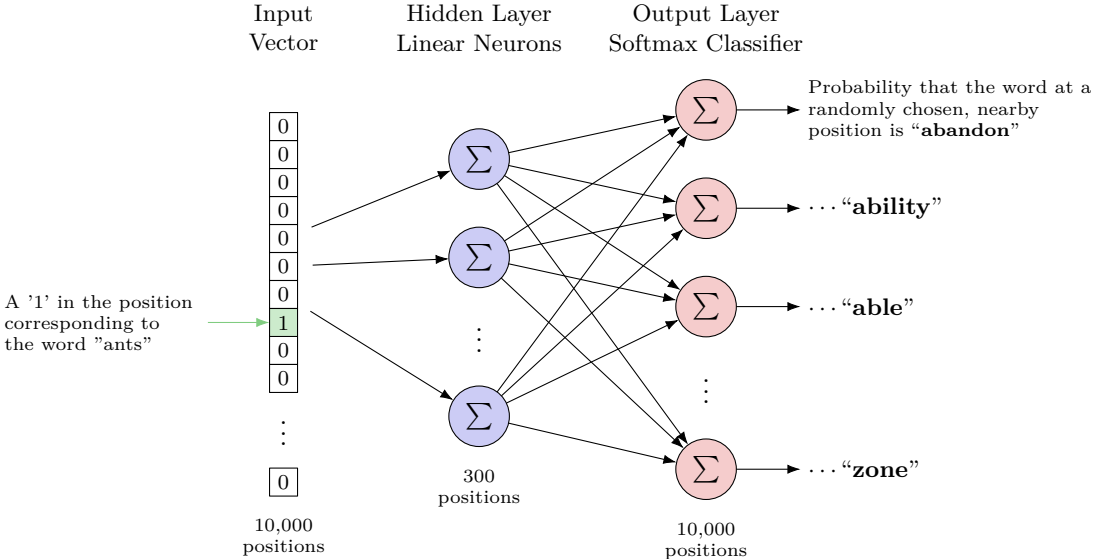 Input
Vector
Hidden Layer
Linear Neurons
Output Layer
Softmax Classifier
A ’1’ in the position
corresponding to
the word ”ants”
0
0
0
0
0
0
0
1
0
0
⋮
0
10,000
positions
∑
∑
⋮
∑
300
positions
∑
∑
∑
⋮
∑
10,000
positions
Probability that the word at a
randomly chosen, nearby
position is “abandon”
⋯ “ability”
⋯ “able”
⋯ “zone”